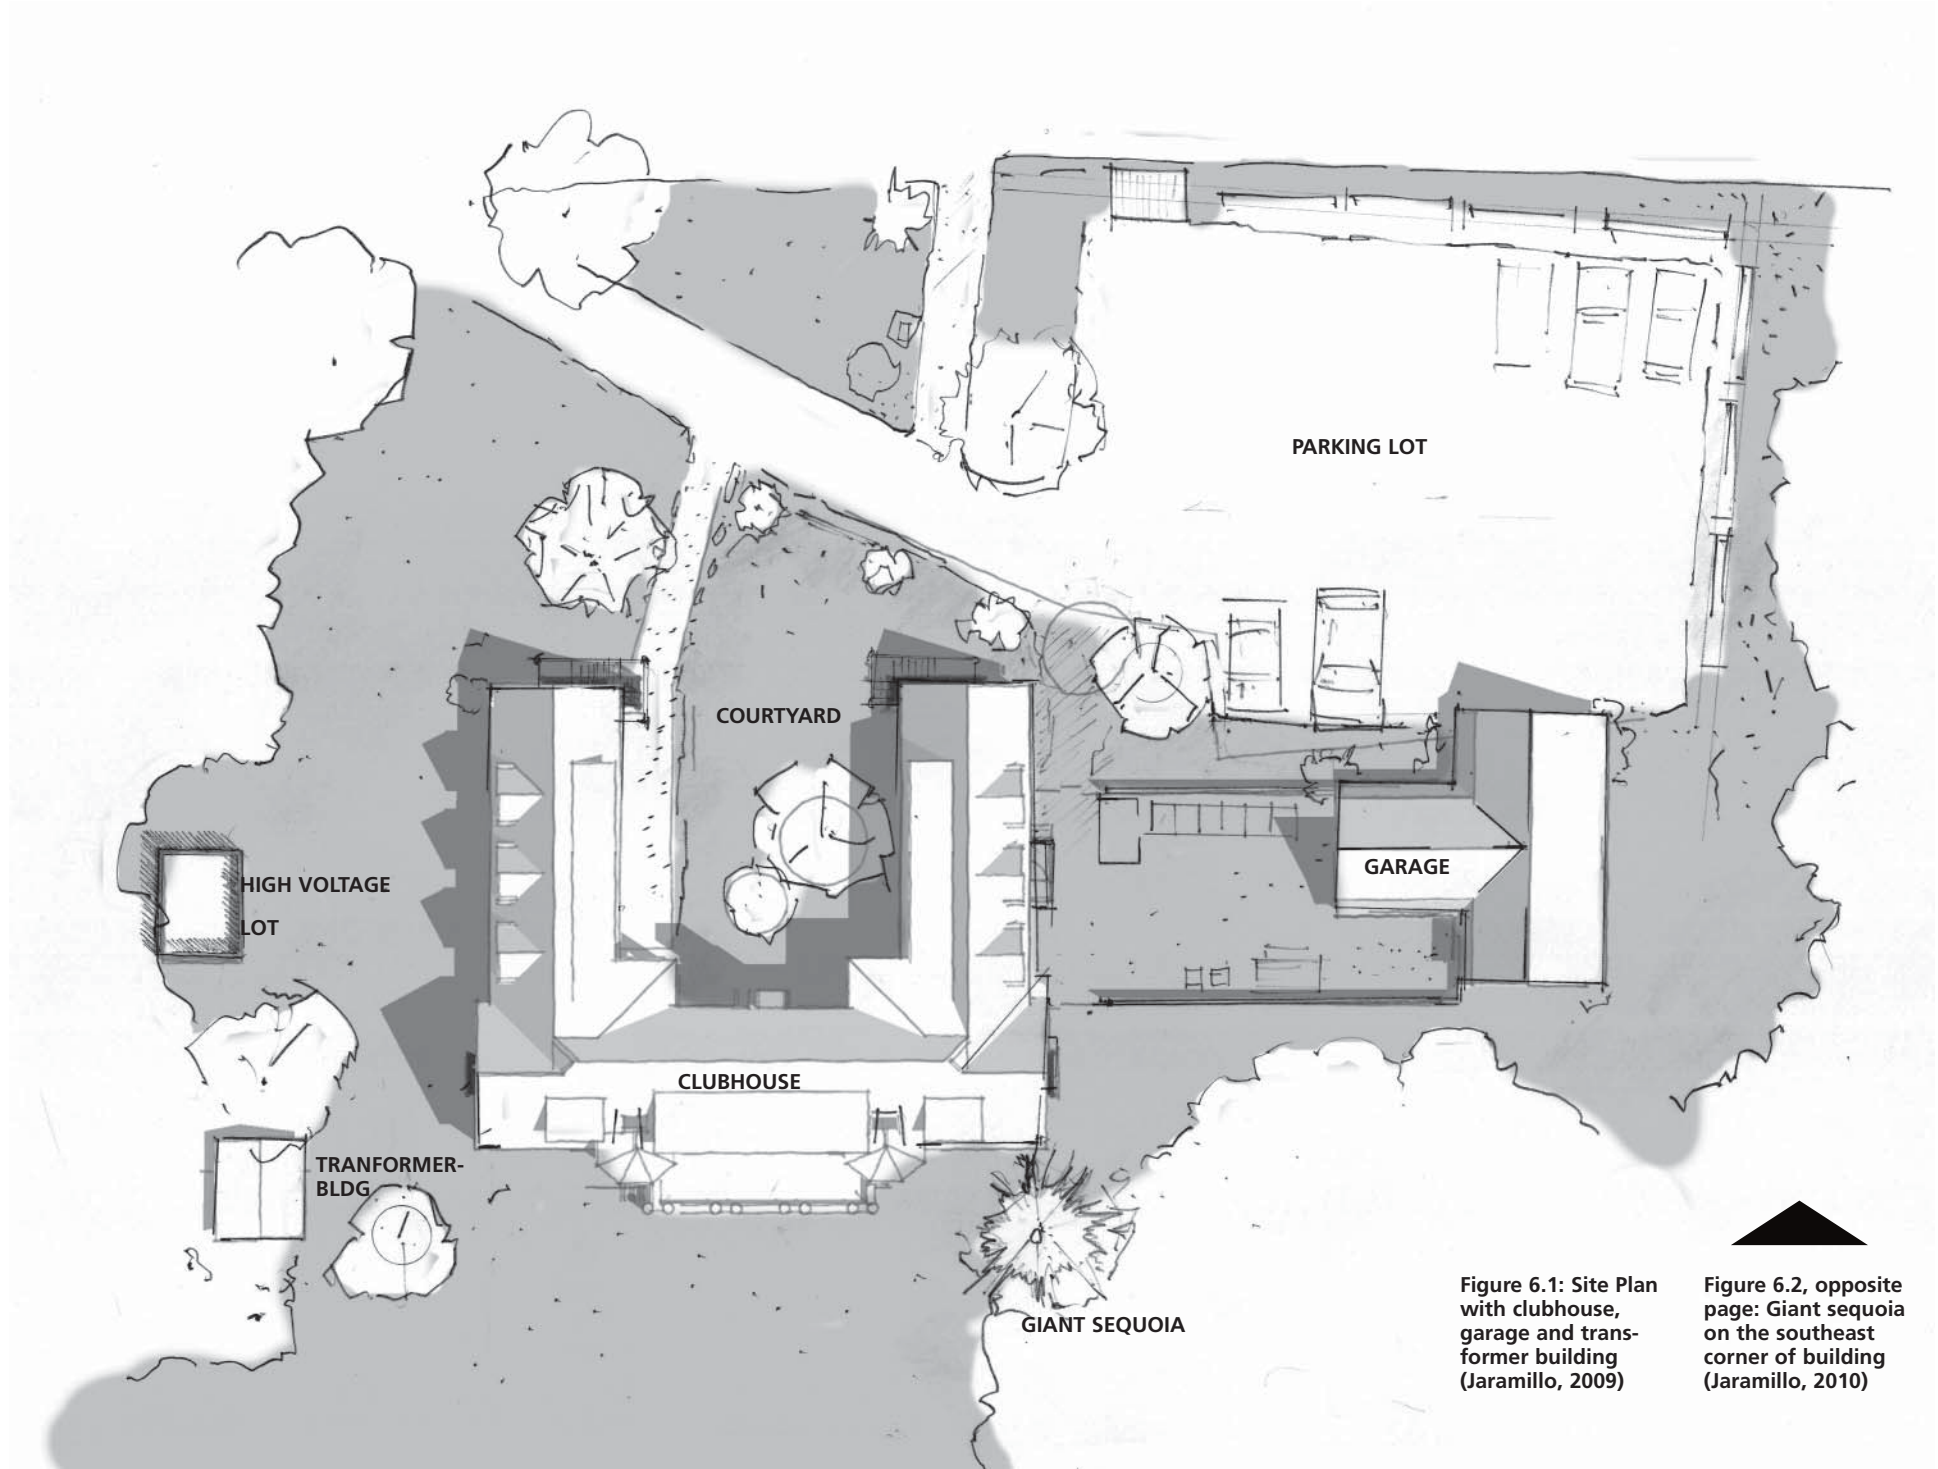 PARKING LOT
COURTYARD
GARAGE
HIGH VOLTAGE
LOT
CLUBHOUSE
TRANFORMER-
BLDG
GIANT SEQUOIA
Figure 6.1: Site Plan
with clubhouse,
garage and trans-
former building
(Jaramillo, 2009)
Figure 6.2, opposite
page: Giant sequoia
on the southeast
corner of building
(Jaramillo, 2010)